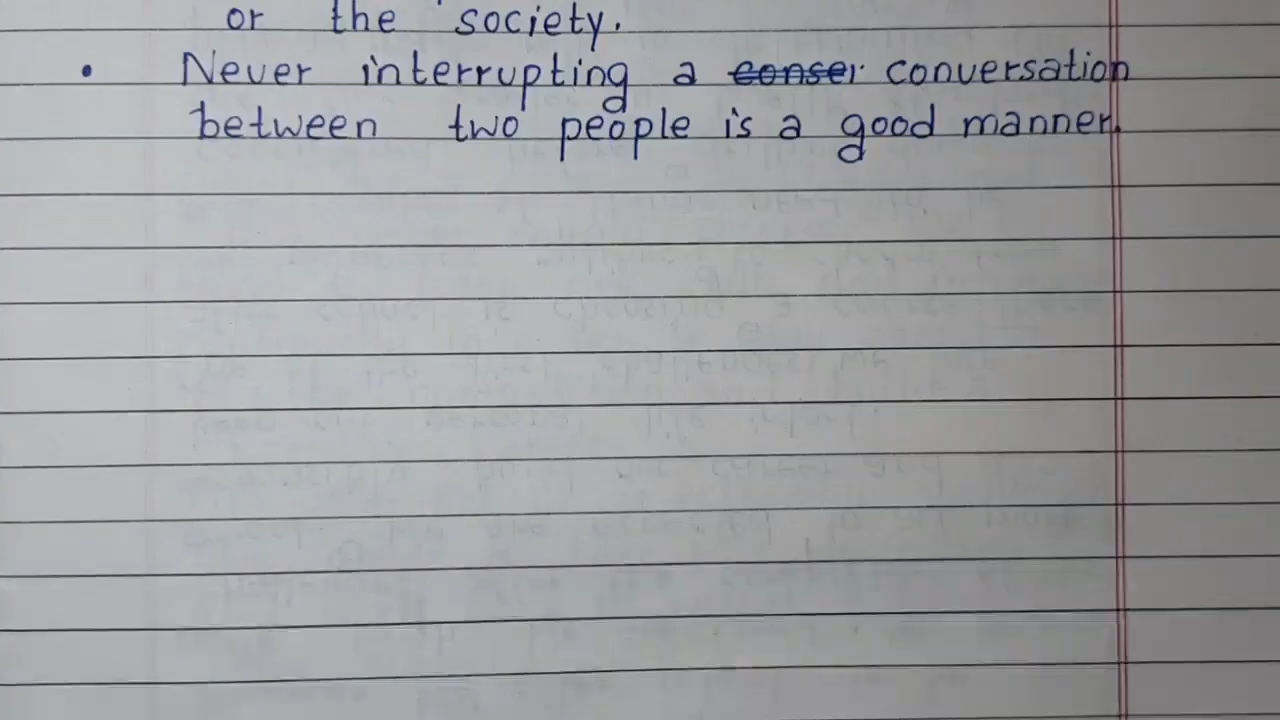 or the society.
• Never interrupting a conser conversation
between two people is a good manner.